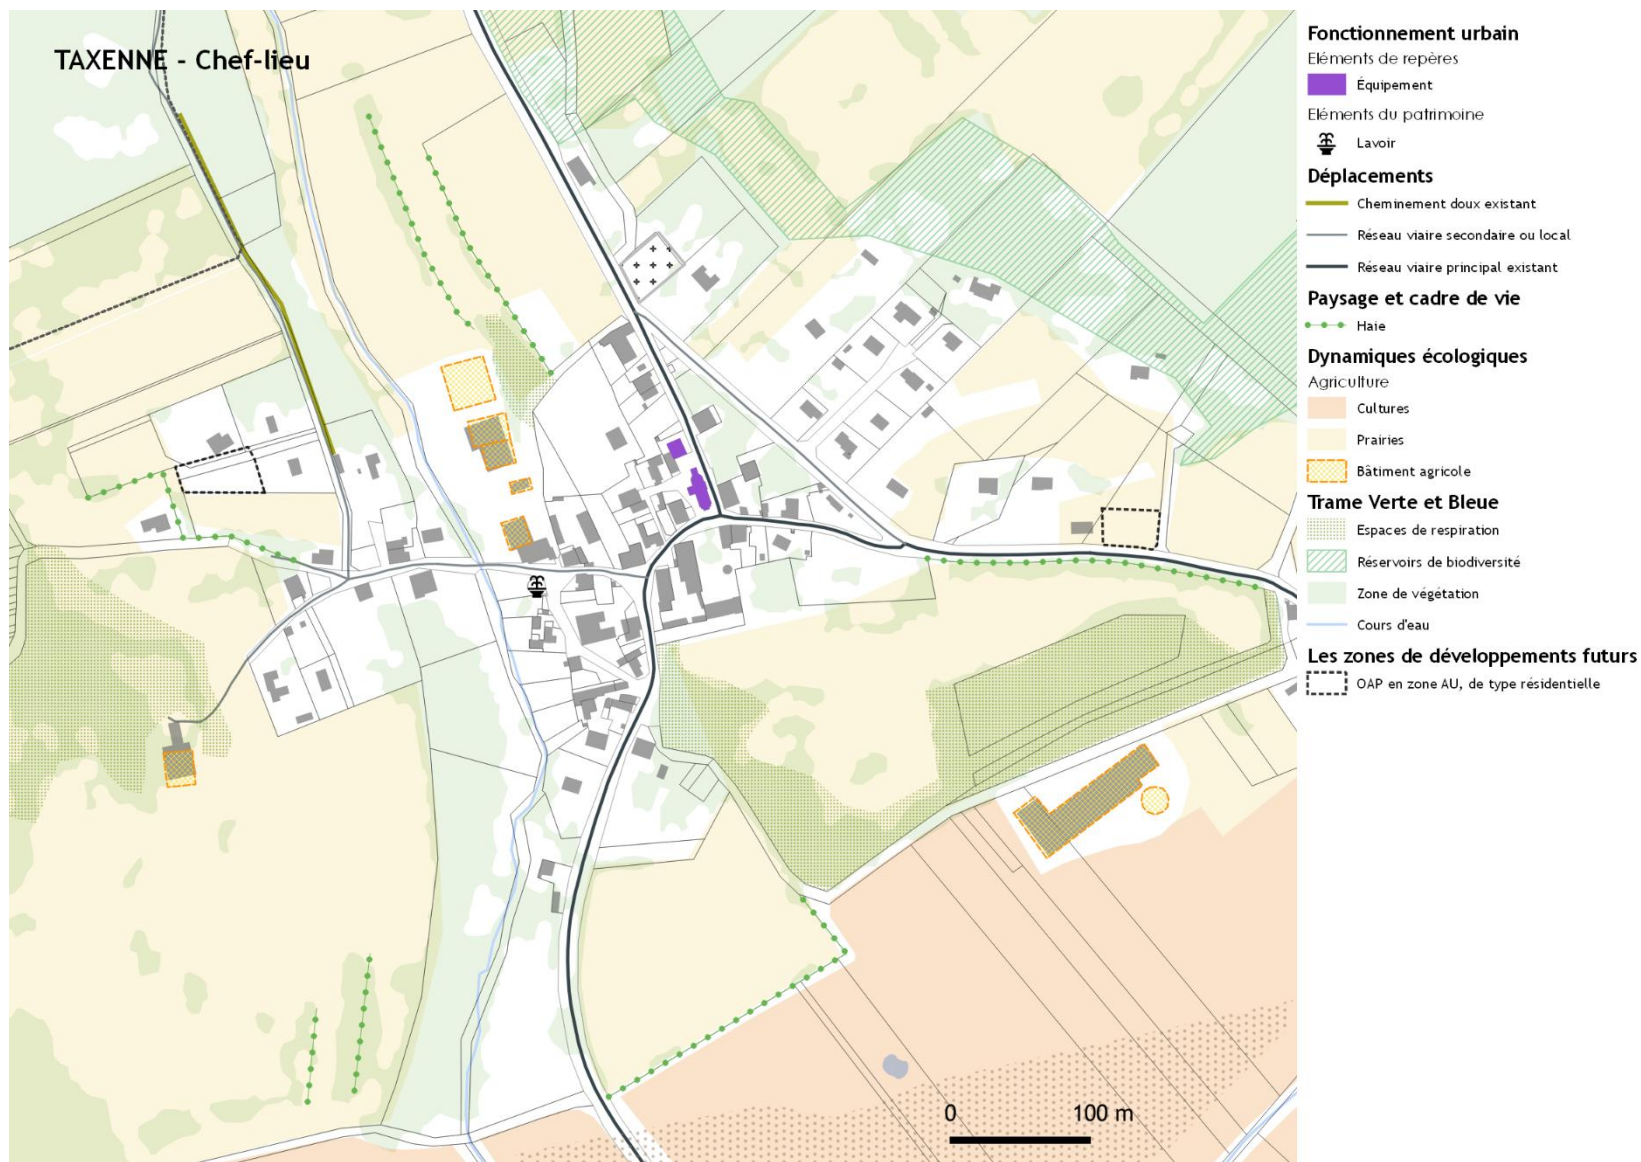 TAXENNE - Chef-lieu
Fonctionnement urbain
Eléments de repères
Équipement
Eléments du patrimoine
Lavoir
Déplacements
Cheminement doux existant
Réseau viaire secondaire ou local
Réseau viaire principal existant
Paysage et cadre de vie
Haie
Dynamiques écologiques
Agriculture
Cultures
Prairies
Bâtiment agricole
Trame Verte et Bleue
Espaces de respiration
Réservoirs de biodiversité
Zone de végétation
Cours d'eau
Les zones de développements futurs
OAP en zone AU, de type résidentielle
0 100 m